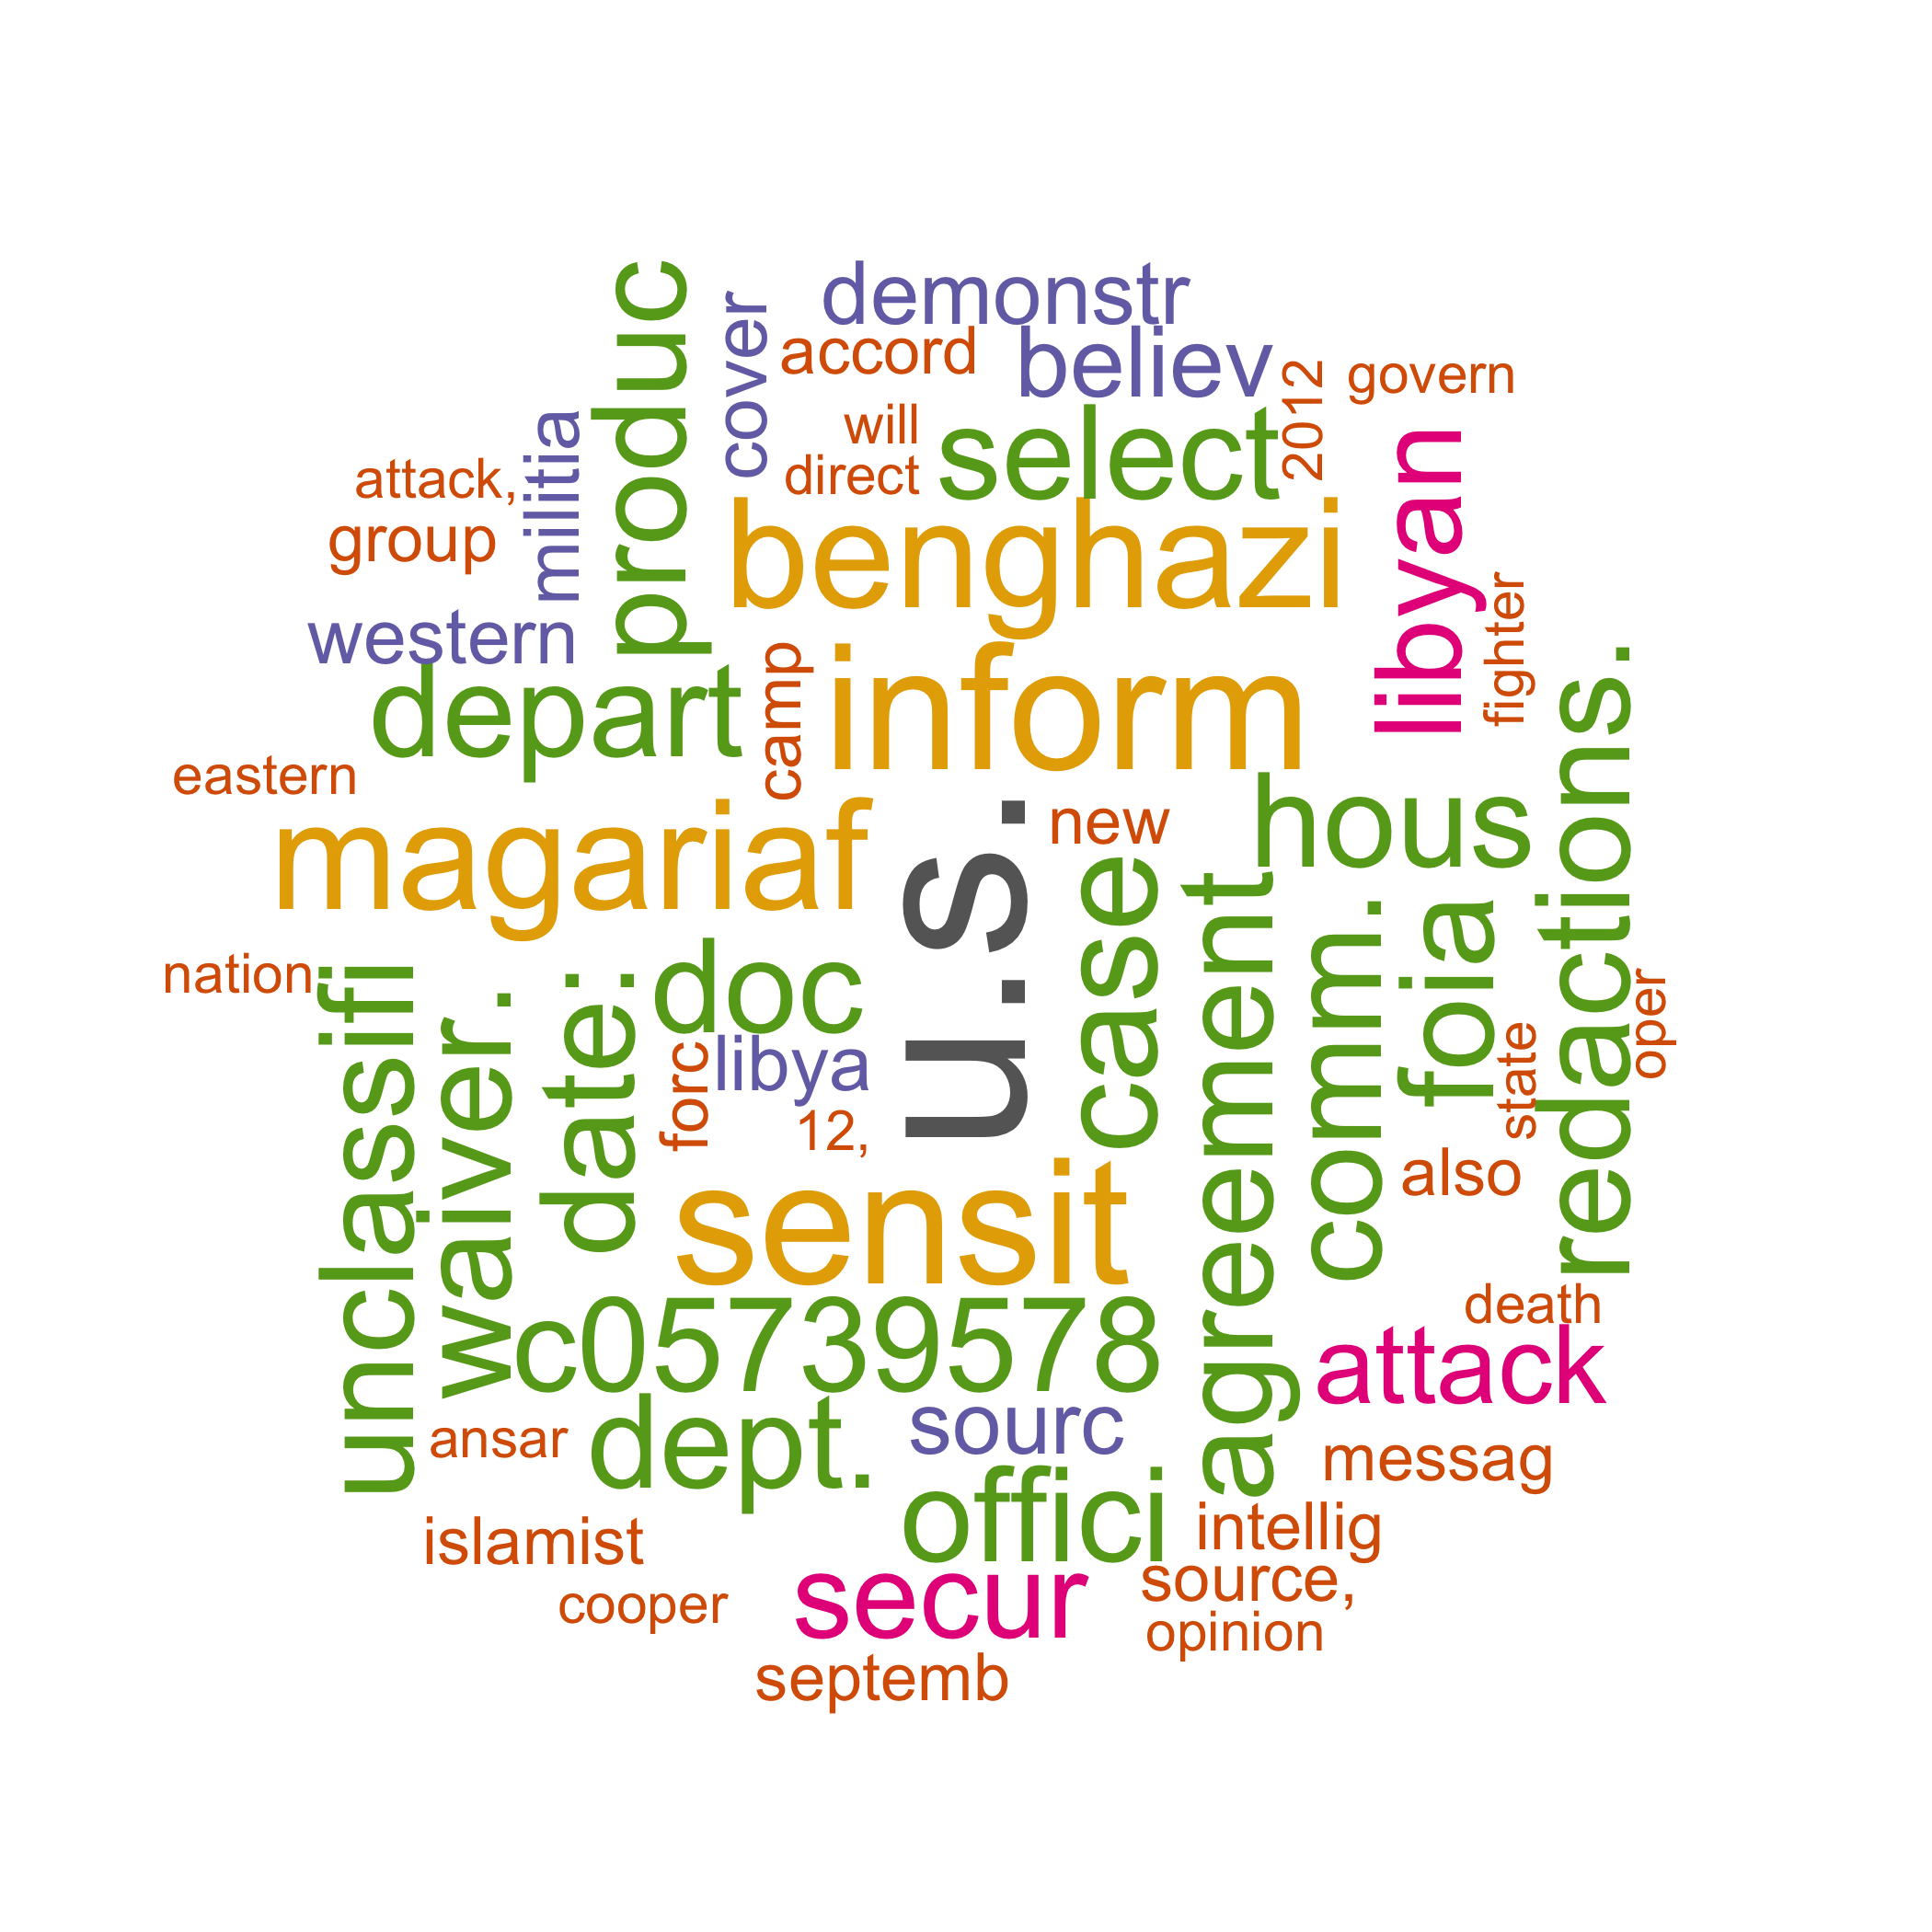 demonstr
cover
produc
accord
believ
2012
govern
will
select
militia
libyan
attack,
direct
group
benghazi
western
fighter
depart
camp
inform
redactions.
eastern
magariaf
u.s.
new
hous
case
agreement
comm.
foia
nation
unclassifi
waiver.
date:
doc
oper
state
forc
libya
12,
also
sensit
death
c05739578
attack
dept.
sourc
ansar
messag
offici
intellig
islamist
secur
source,
cooper
opinion
septemb